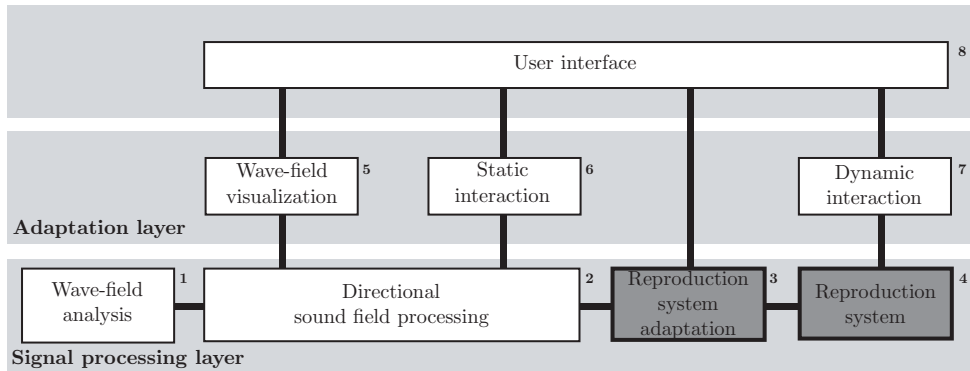 User interface
8
Wave-field
visualization
5
Static
interaction
6
Dynamic
interaction
7
Adaptation layer
Wave-field
analysis
1
Directional
sound field processing
2
Reproduction
system
adaptation
3
Reproduction
system
4
Signal processing layer